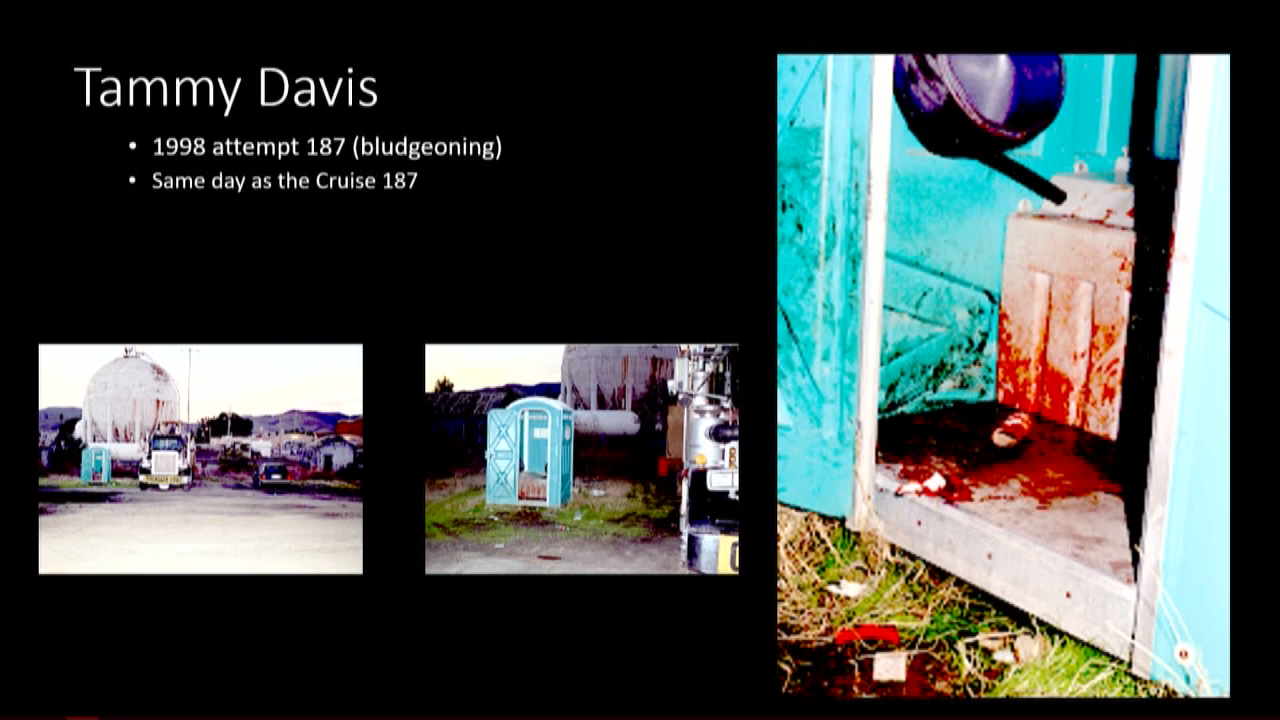 Tammy Davis
• 1998 attempt 187 (bludgeoning)
• Same day as the Cruise 187